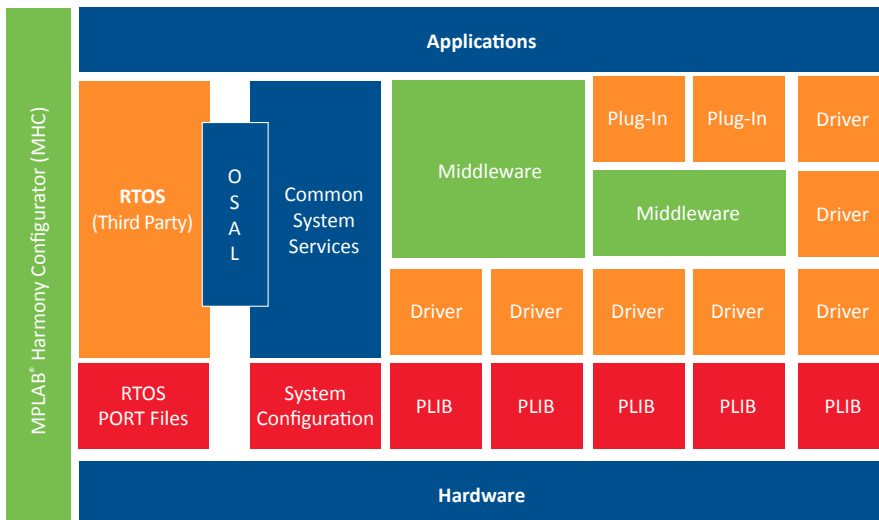 MPLAB® Harmony Configurator (MHC)
Applications
RTOS
(Third Party)
O
S
A
L
Common
System
Services
Middleware
Plug-In
Plug-In
Driver
Middleware
Driver
Driver
Driver
Driver
Driver
Driver
RTOS
PORT Files
System
Configuration
PLIB
PLIB
PLIB
PLIB
PLIB
Hardware